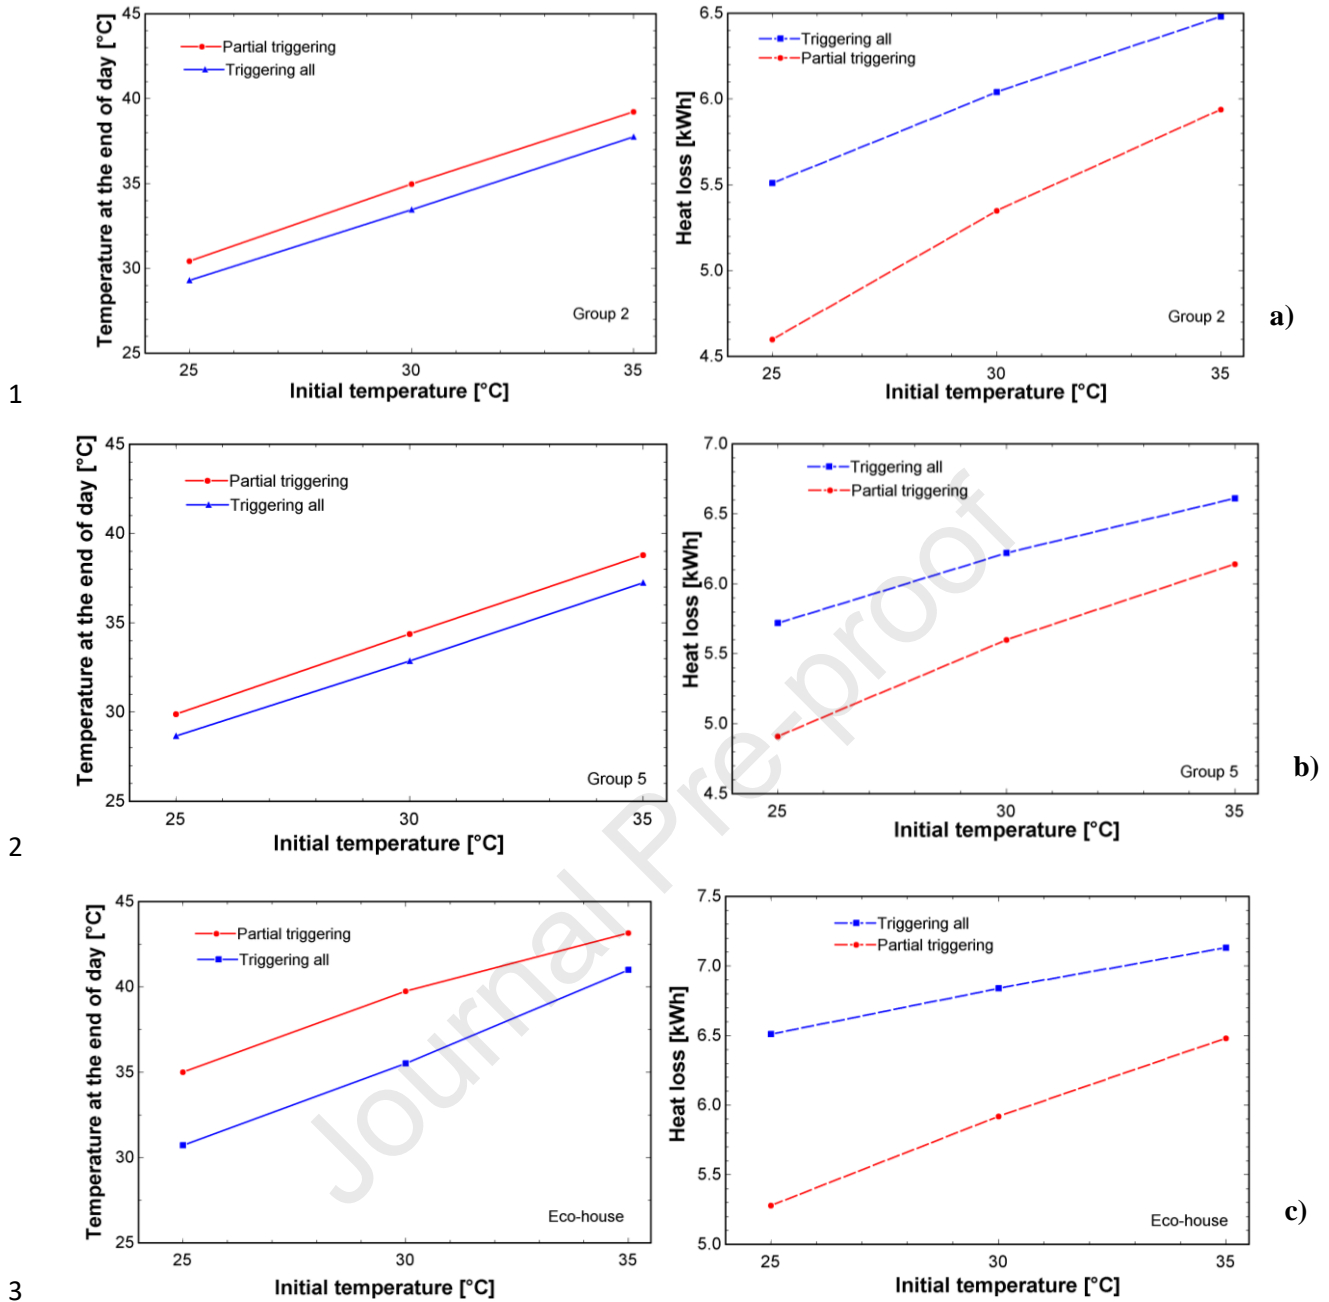 45
40
35
30
25
Temperature at the end of day [°C]
Partial triggering
Triggering all
Group 2
25 30 35
Initial temperature [°C]
6.5
6.0
5.5
5.0
4.5
Heat loss [kWh]
Triggering all
Partial triggering
Group 2
25 30 35
Initial temperature [°C]
a)
1
45
40
35
30
25
Temperature at the end of day [°C]
Partial triggering
Triggering all
Group 5
25 30 35
Initial temperature [°C]
7.0
6.5
6.0
5.5
5.0
4.5
Heat loss [kWh]
Triggering all
Partial triggering
Group 5
25 30 35
Initial temperature [°C]
b)
2
45
40
35
30
25
Temperature at the end of day [°C]
Partial triggering
Triggering all
Eco-house
25 30 35
Initial temperature [°C]
7.5
7.0
6.5
6.0
5.5
5.0
Heat loss [kWh]
Triggering all
Partial triggering
Eco-house
25 30 35
Initial temperature [°C]
c)
3
Journal Pre-proof